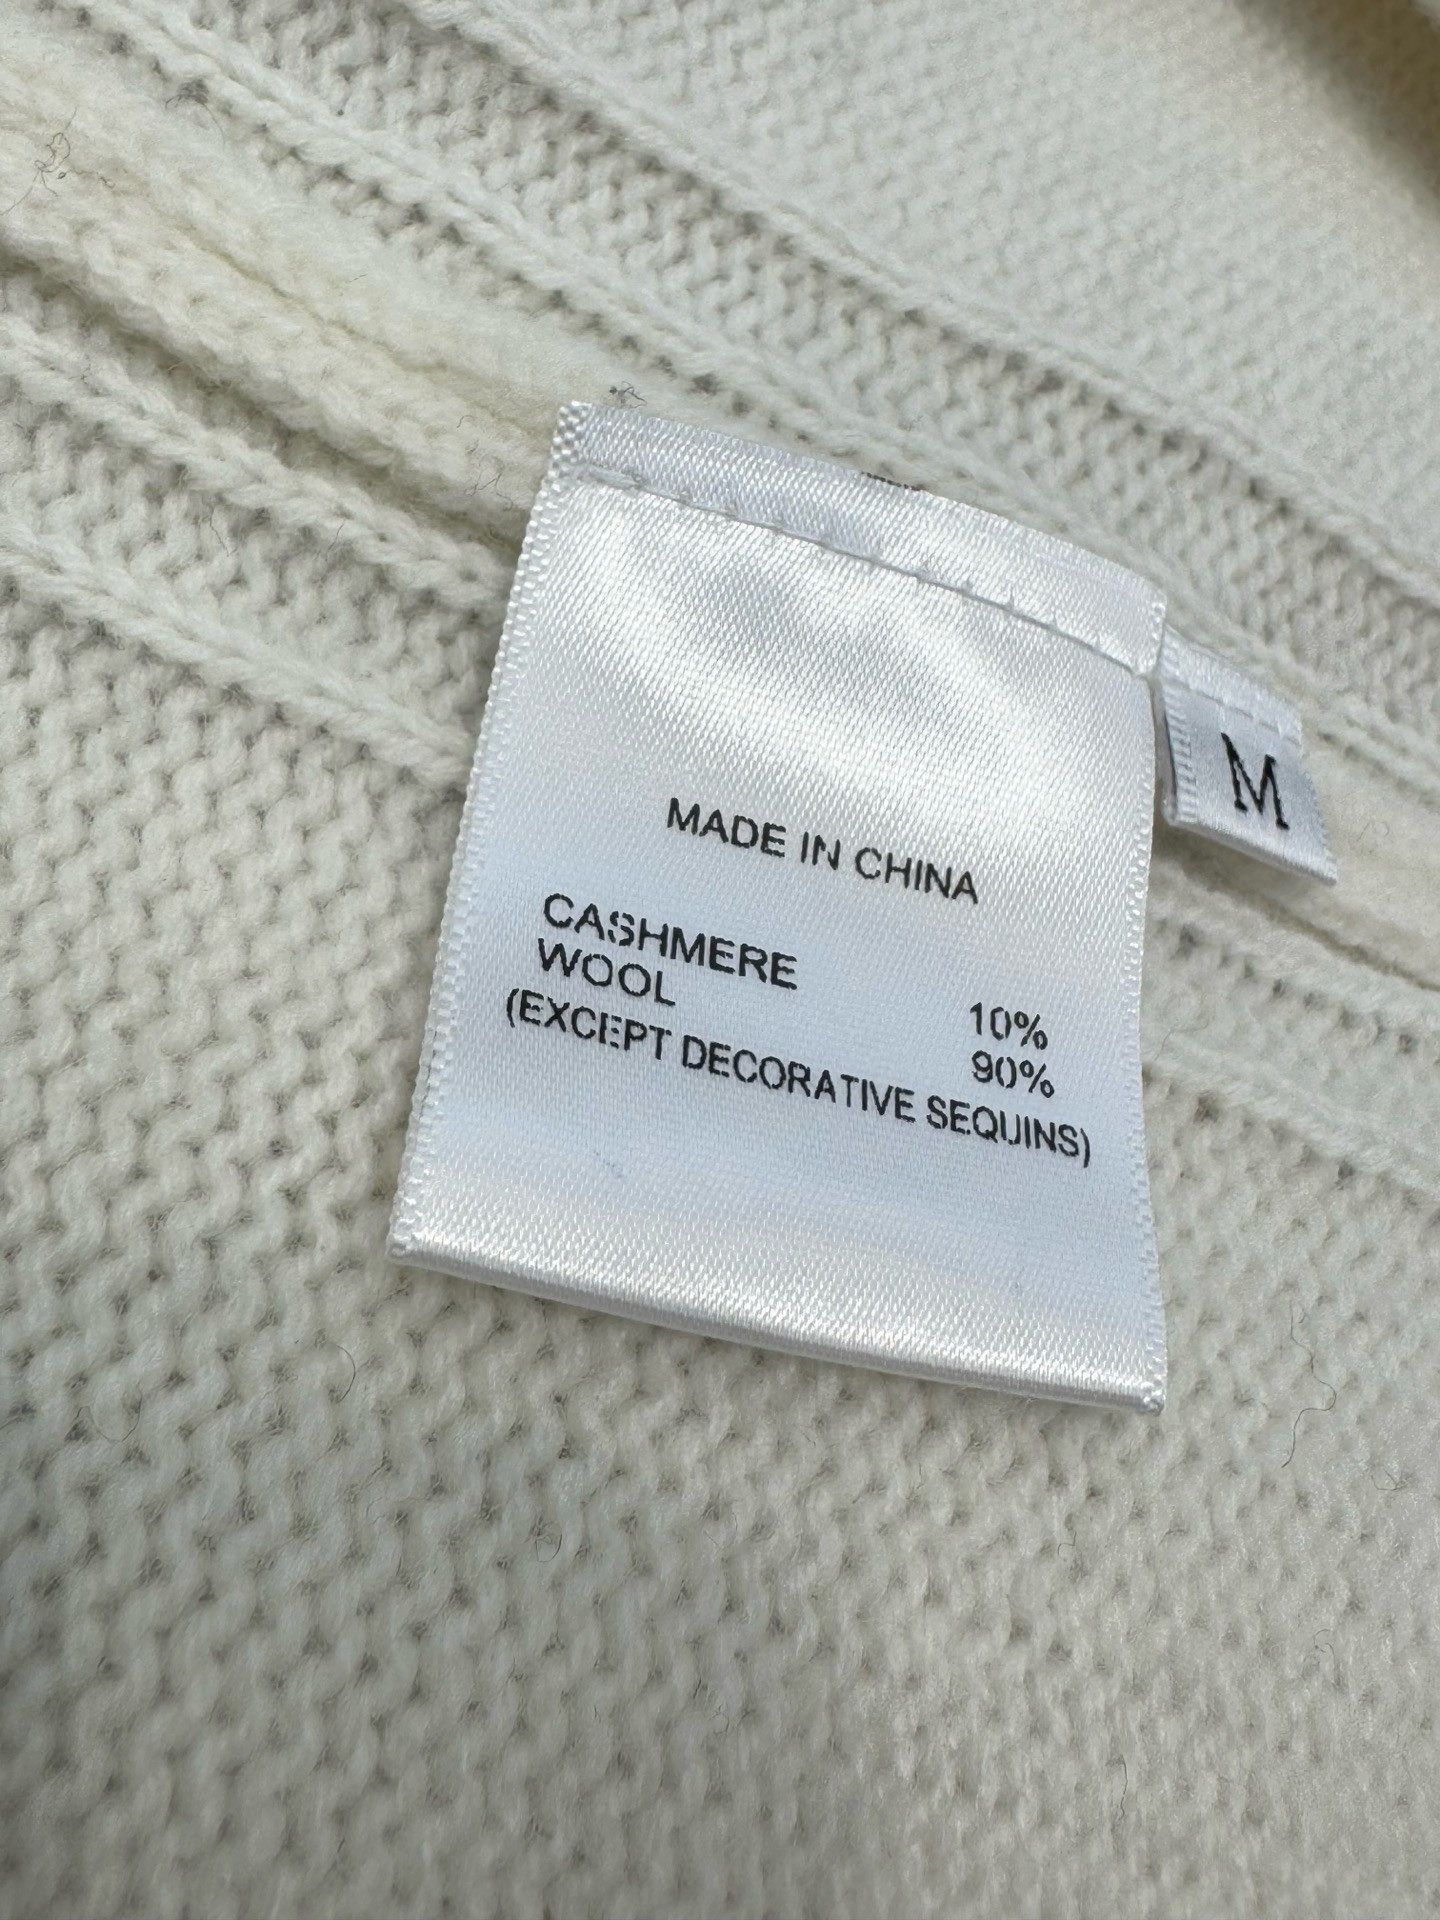 MADE IN CHINA
CASHMERE 10%
WOOL 90%
(EXCEPT DECORATIVE SEQUINS)
M